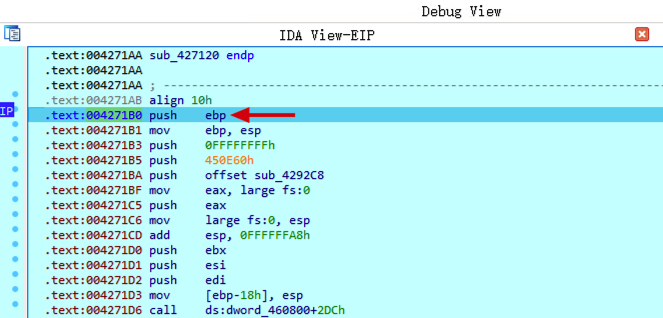 Debug View
IDA View-EIP
.text:004271AA sub_427120 endp
.text:004271AA
.text:004271AA ; ---------------------------------------------------------------------------
.text:004271AB align 10h
IP
.text:004271B0 push ebp
.text:004271B1 mov ebp, esp
.text:004271B3 push 0FFFFFFFFh
.text:004271B5 push 450E60h
.text:004271BA push offset sub_4292C8
.text:004271BF mov eax, large fs:0
.text:004271C5 push eax
.text:004271C6 mov large fs:0, esp
.text:004271CD add esp, 0FFFFFFA8h
.text:004271D0 push ebx
.text:004271D1 push esi
.text:004271D2 push edi
.text:004271D3 mov [ebp-18h], esp
.text:004271D6 call ds:dword_460800+2DCh